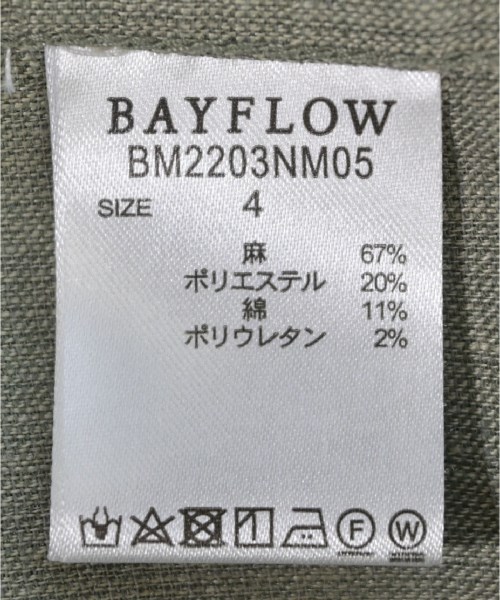 BAYFLOW
BM2203NM05
SIZE 4
麻 67%
ポリエステル 20%
綿 11%
ポリウレタン 2%
F W